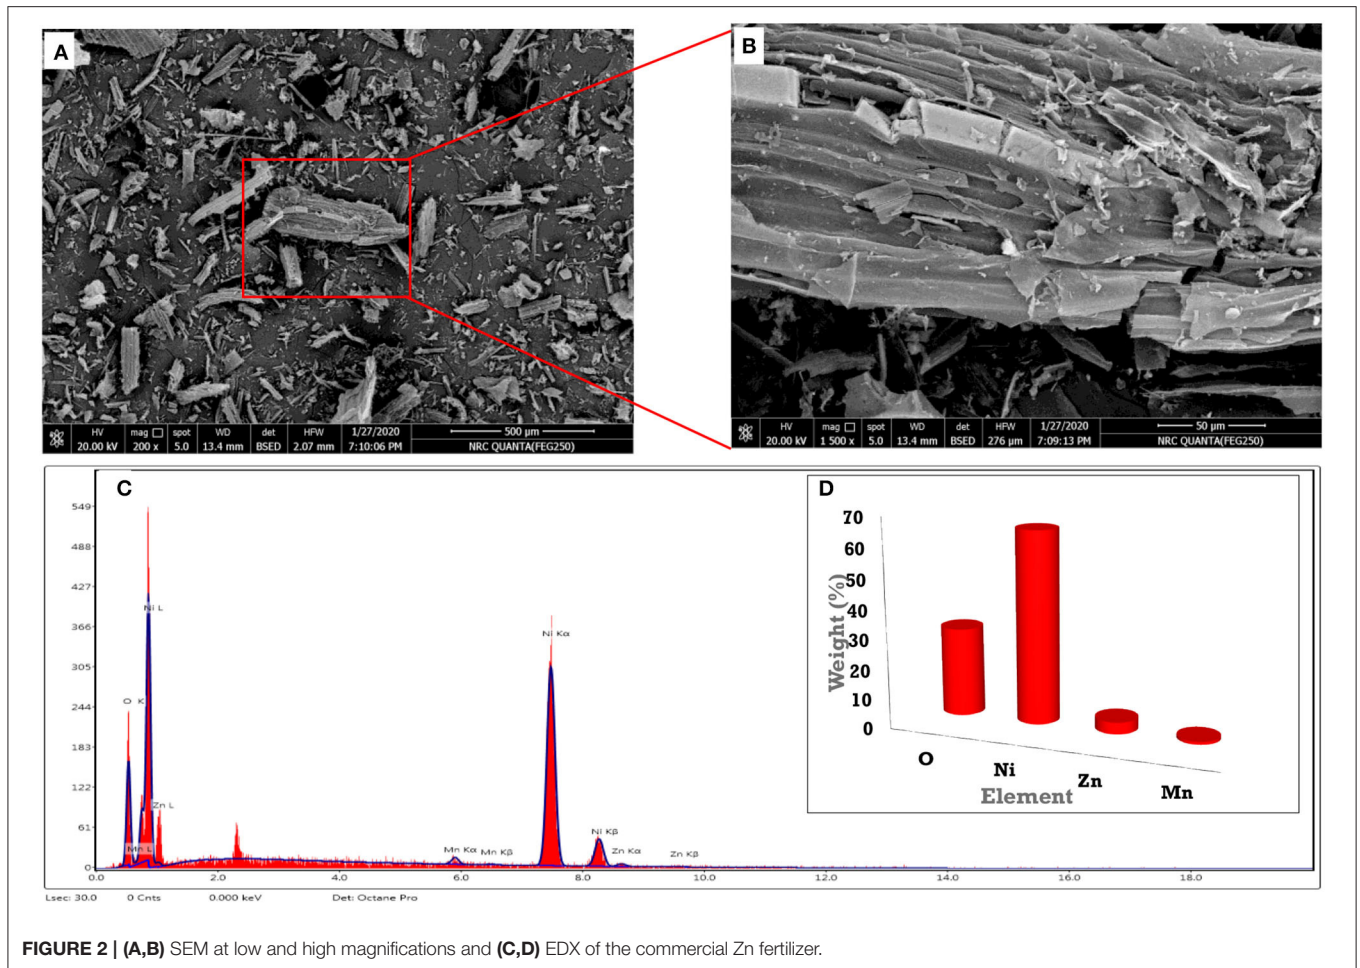 A
HV mag □ spot WD det HFW 1/27/2020 500 µm
20.00 kV 200 x 5.0 13.4 mm BSED 2.07 mm 7:10:06 PM NRC QUANTA(FEG250)
B
HV mag □ spot WD det HFW 1/27/2020 50 µm
20.00 kV 1 500 x 5.0 13.4 mm BSED 276 µm 7:09:13 PM NRC QUANTA(FEG250)
C
549
488
427
366
305
244
183
122
61
0
Ni L
O K
Zn L
Mn L
Mn Kα
Mn Kβ
Ni Kα
Ni Kβ
Zn Kα
Zn Kβ
0.0 2.0 4.0 6.0 8.0 10.0 12.0 14.0 16.0 18.0
Lsec: 30.0 0 Cnts 0.000 keV Det: Octane Pro
D
70
60
50
40
30
20
10
0
Weight (%)
O
Ni
Zn
Mn
Element
FIGURE 2 | (A,B) SEM at low and high magnifications and (C,D) EDX of the commercial Zn fertilizer.